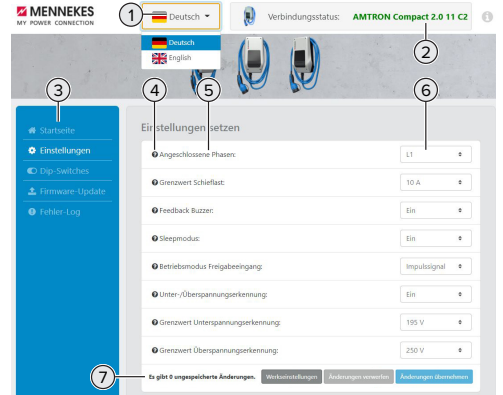 MENNEKES
MY POWER CONNECTION
1
Deutsch
Verbindungsstatus: AMTRON Compact 2.0 11 C2
Deutsch
English
2
3
4
5
6
Startseite
Einstellungen
Dip-Switches
Firmware-Update
Fehler-Log
Einstellungen setzen
Angeschlossene Phasen: L1
Grenzwert Schieflast: 10 A
Feedback Buzzer: Ein
Sleepmodus: Ein
Betriebsmodus Freigabeeingang: Impulssignal
Unter-/Überspannungserkennung: Ein
Grenzwert Unterspannungserkennung: 195 V
Grenzwert Überspannungserkennung: 250 V
7
Es gibt 0 ungespeicherte Änderungen. Werkseinstellungen Änderungen verwerfen Änderungen übernehmen